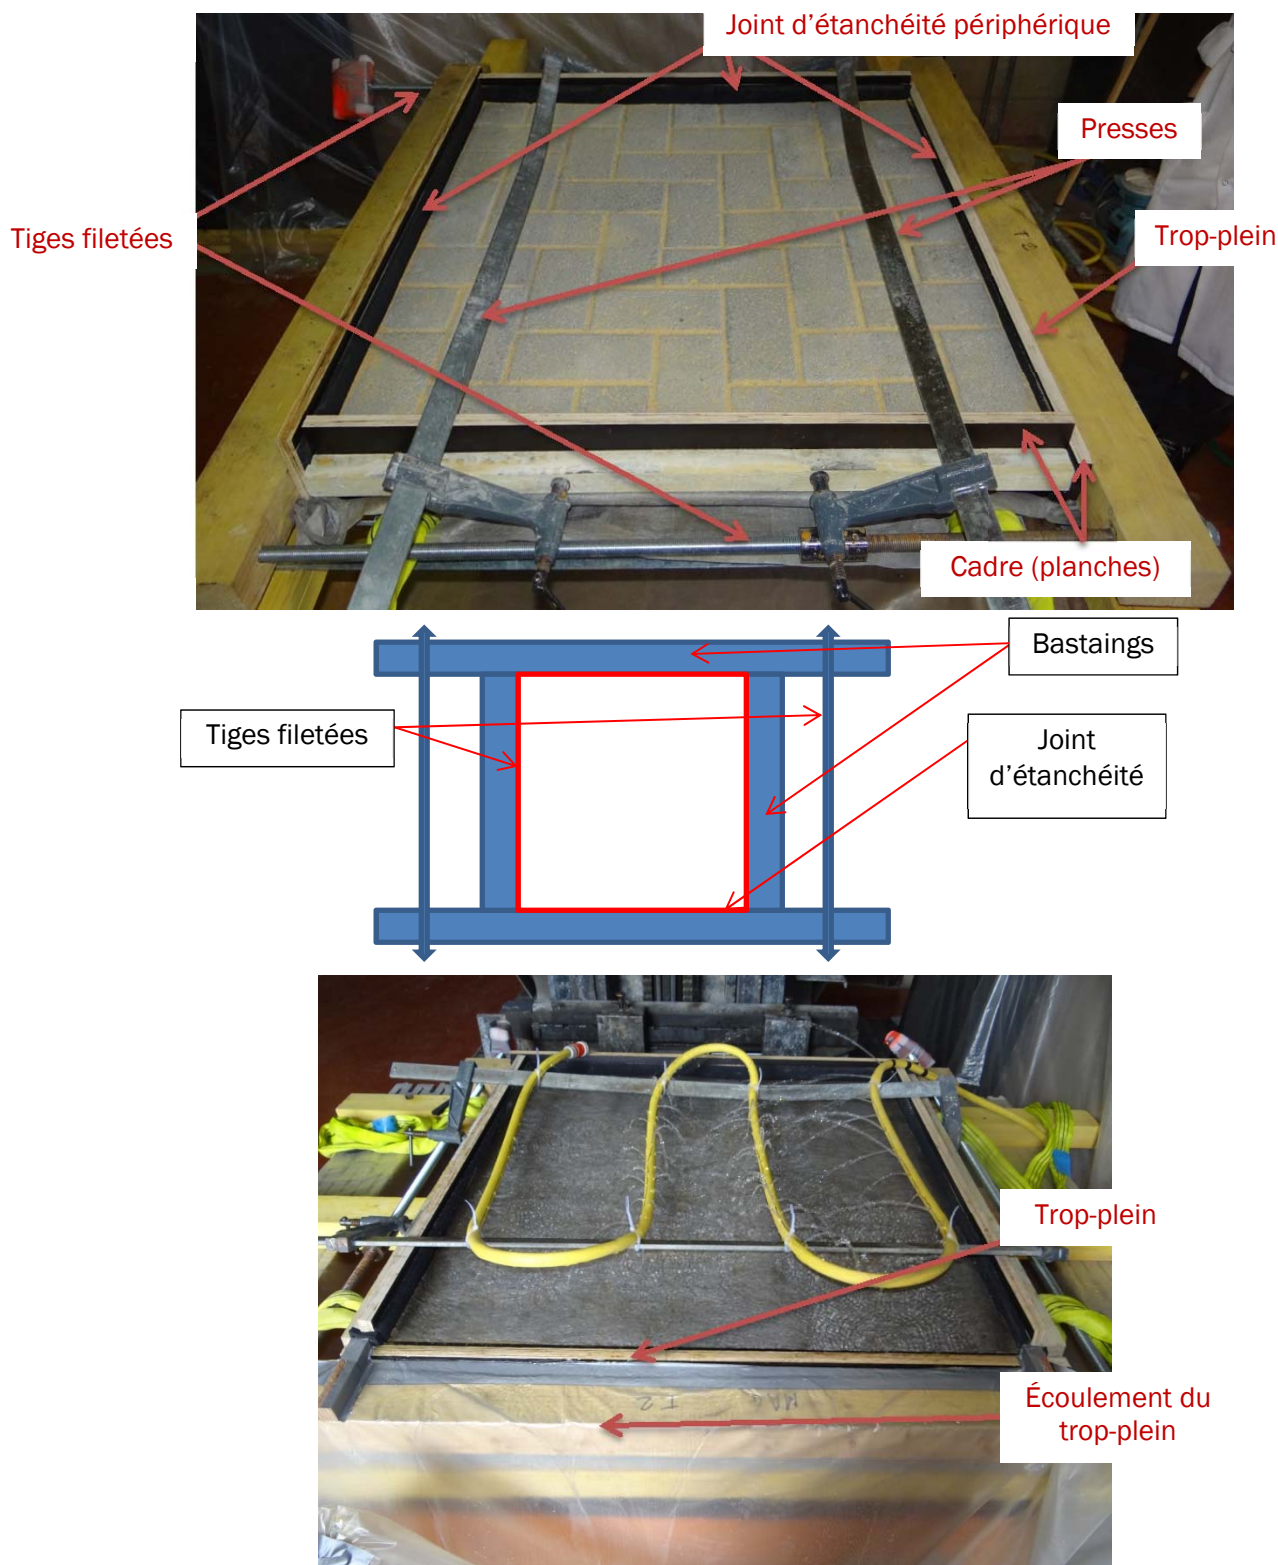 Joint d'étanchéité périphérique
Presses
Tiges filetées
Trop-plein
Cadre (planches)
Bastaings
Tiges filetées
Joint
d'étanchéité
Trop-plein
Écoulement du
trop-plein